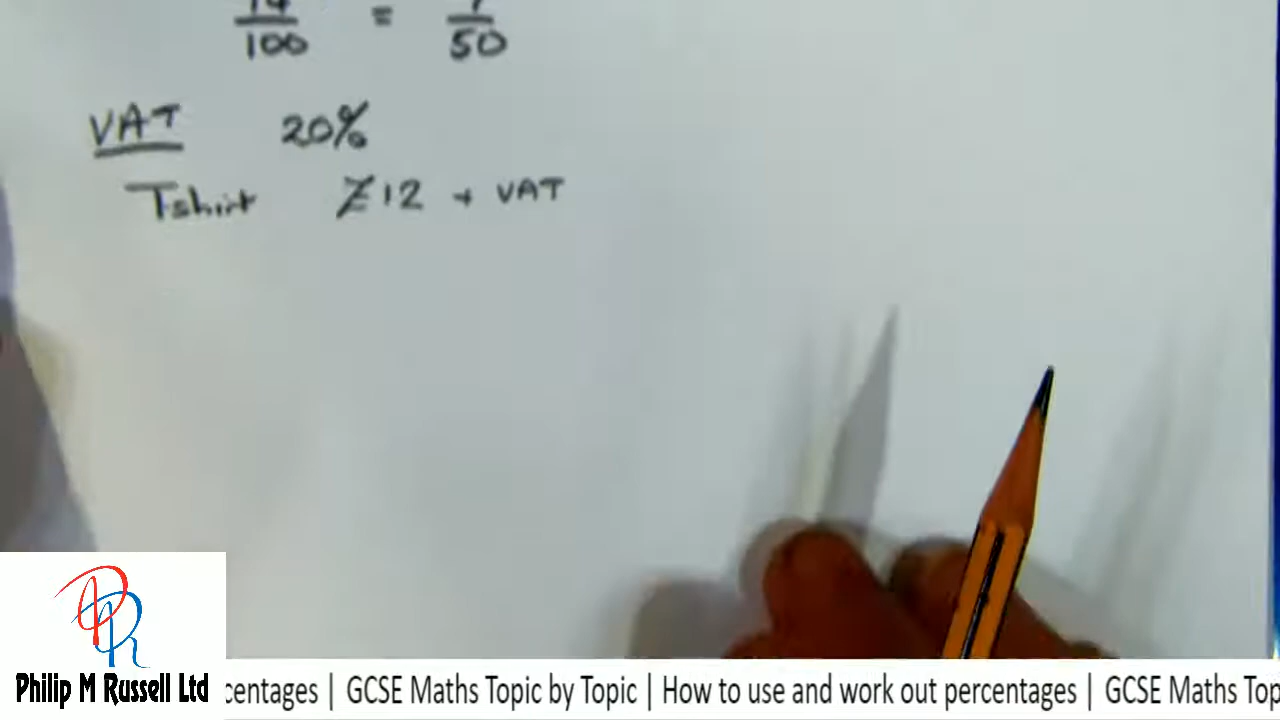 100 = 50
VAT 20%
Tshirt £12 + VAT
Philip M Russell Ltd
centages | GCSE Maths Topic by Topic | How to use and work out percentages | GCSE Maths Top